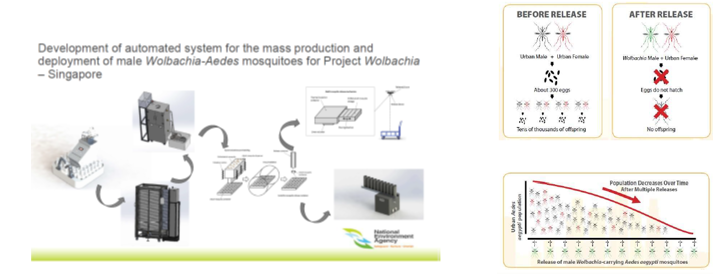 Development of automated system for the mass production and
deployment of male Wolbachia-Aedes mosquitoes for Project Wolbachia
– Singapore
National
Environment
Agency
BEFORE RELEASE
Urban Male + Urban Female
About 300 eggs
Tens of thousands of offspring
AFTER RELEASE
Wolbachia Male + Urban Female
Eggs do not hatch
No offspring
Population Decreases Over Time
After Multiple Releases
Urban Aedes
aegypti population
Release of male Wolbachia-carrying Aedes aegypti mosquitoes